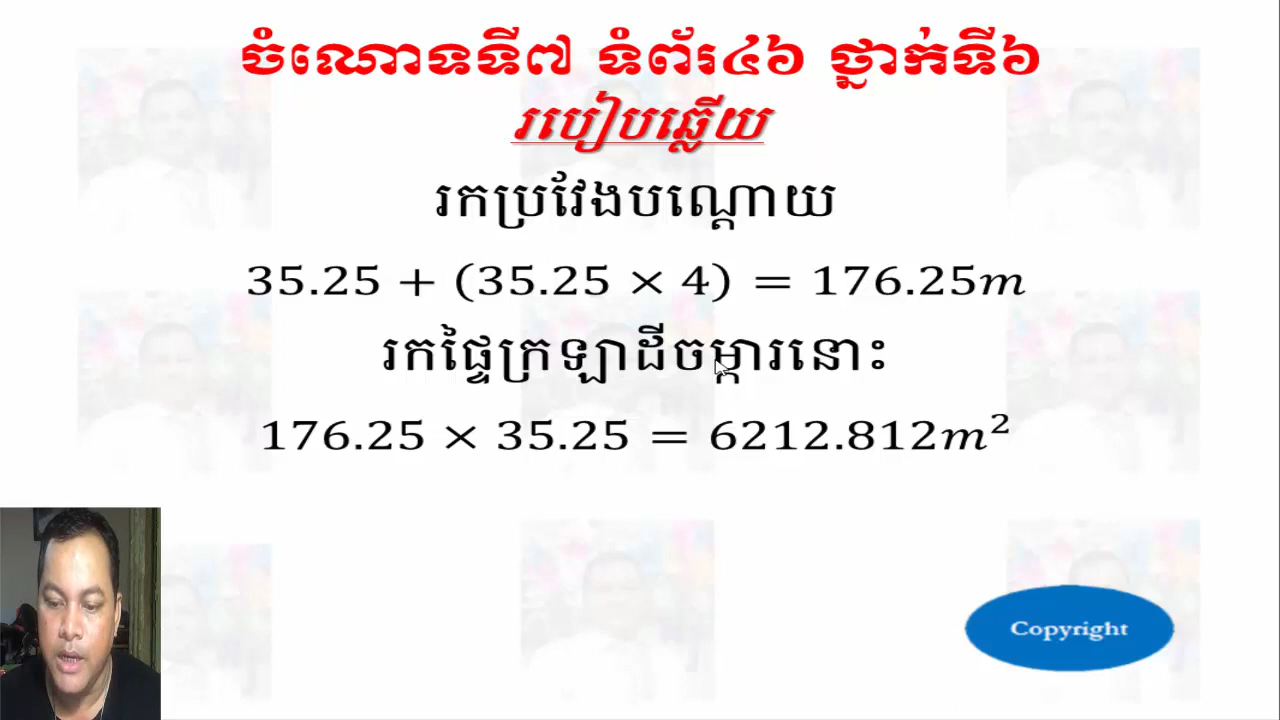 ចំណោទទី៧ ទំព័រ៤៦ ថ្នាក់ទី៦
របៀបឆ្លើយ
រកប្រវែងបណ្ដោយ
35.25 + (35.25 × 4) = 176.25m
រកផ្ទៃក្រឡាដីចម្ការនោះ
176.25 × 35.25 = 6212.812m²
Copyright